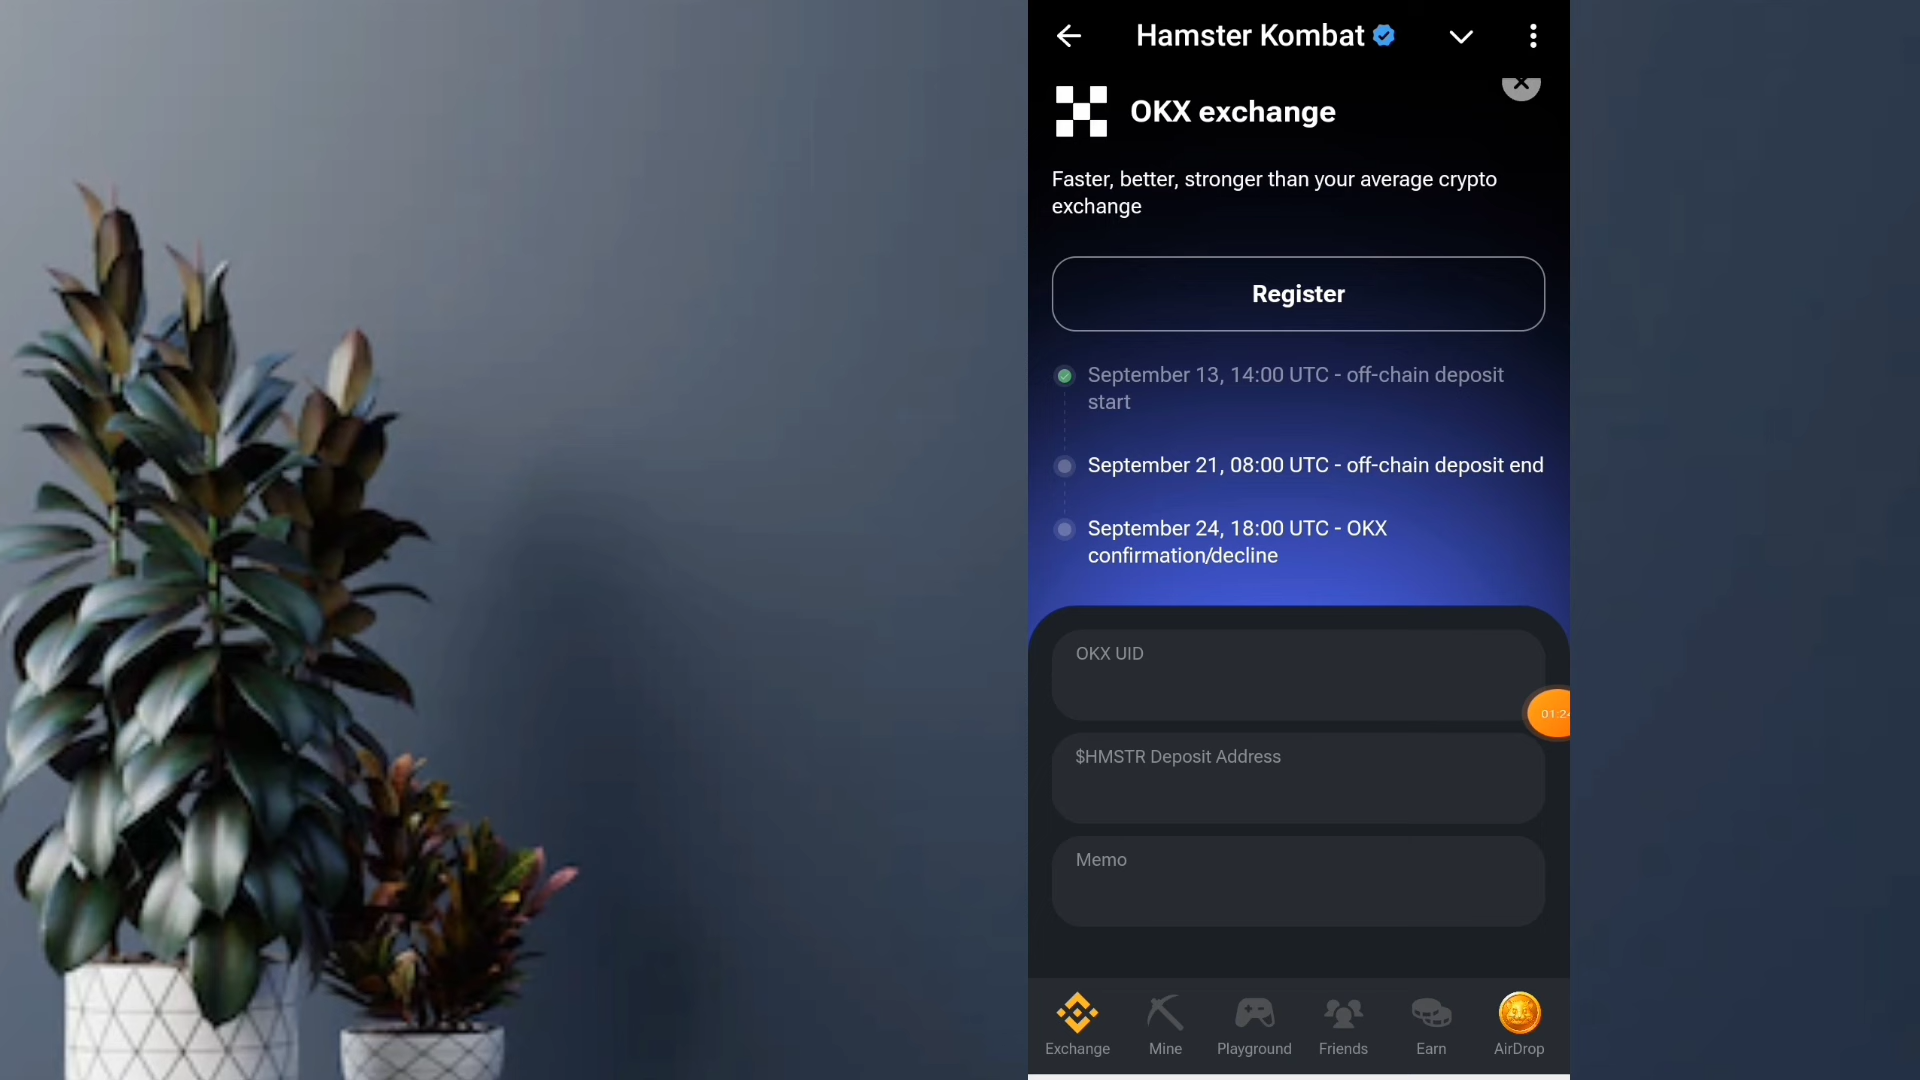 Hamster Kombat
OKX exchange
Faster, better, stronger than your average crypto
exchange
Register
September 13, 14:00 UTC - off-chain deposit
start
September 21, 08:00 UTC - off-chain deposit end
September 24, 18:00 UTC - OKX
confirmation/decline
OKX UID
01:24
$HMSTR Deposit Address
Memo
Exchange
Mine
Playground
Friends
Earn
AirDrop